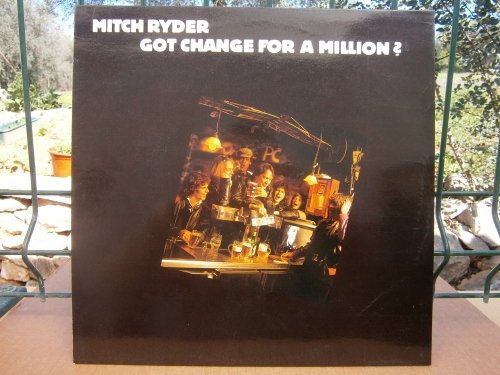 MITCH RYDER
GOT CHANGE FOR A MILLION?